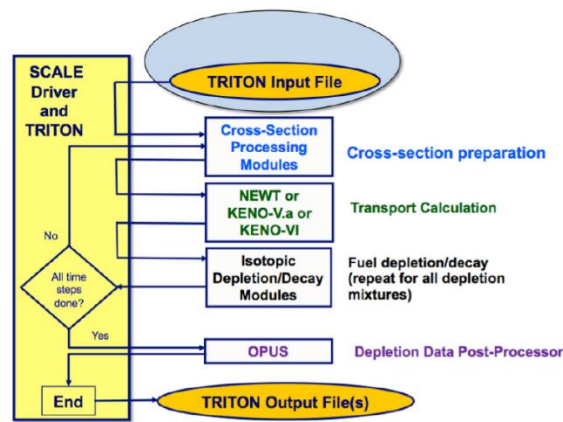 TRITON Input File
SCALE
Driver
and
TRITON
Cross-Section
Processing
Modules
Cross-section preparation
NEWT or
KENO-V.a or
KENO-VI
Transport Calculation
No
All time
steps
done?
Isotopic
Depletion/Decay
Modules
Fuel depletion/decay
(repeat for all depletion
mixtures)
Yes
OPUS
Depletion Data Post-Processor
End
TRITON Output File(s)